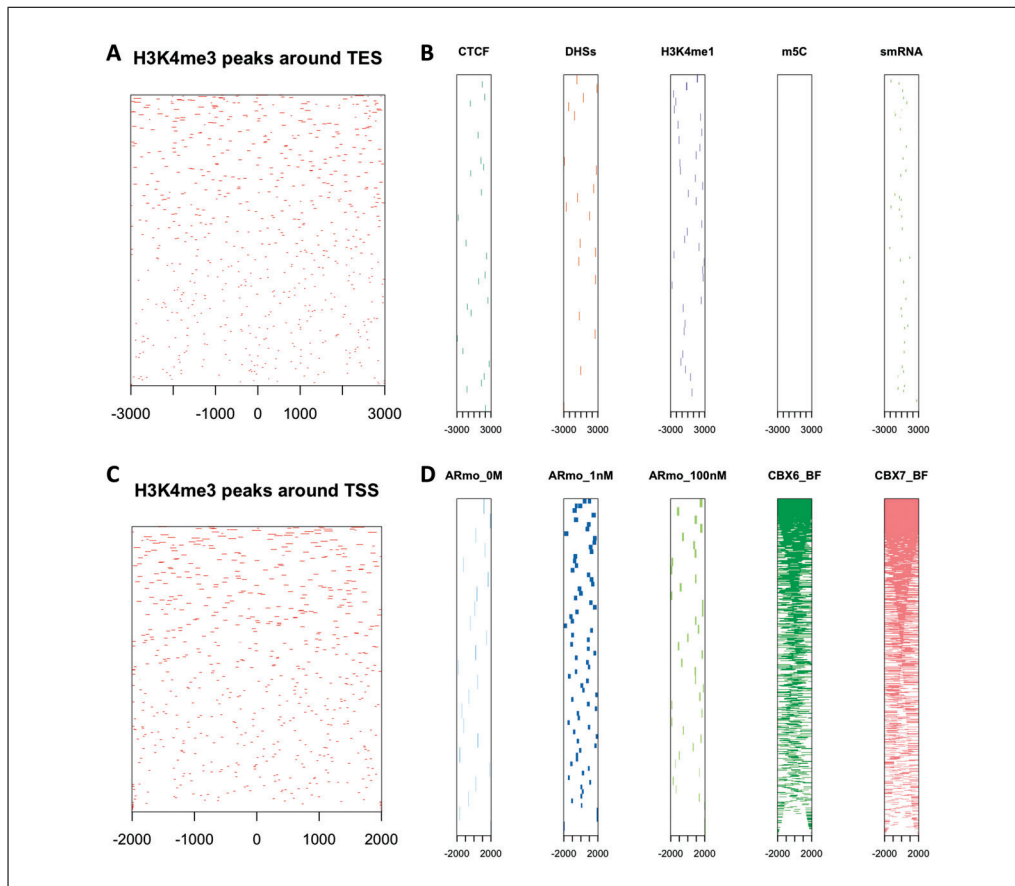 A
H3K4me3 peaks around TES
-3000 -1000 0 1000 3000
B
CTCF DHSs H3K4me1 m5C smRNA
-3000 3000 -3000 3000 -3000 3000 -3000 3000 -3000 3000
C
H3K4me3 peaks around TSS
-2000 -1000 0 1000 2000
D
ARmo_0M ARmo_1nM ARmo_100nM CBX6_BF CBX7_BF
-2000 2000 -2000 2000 -2000 2000 -2000 2000 -2000 2000